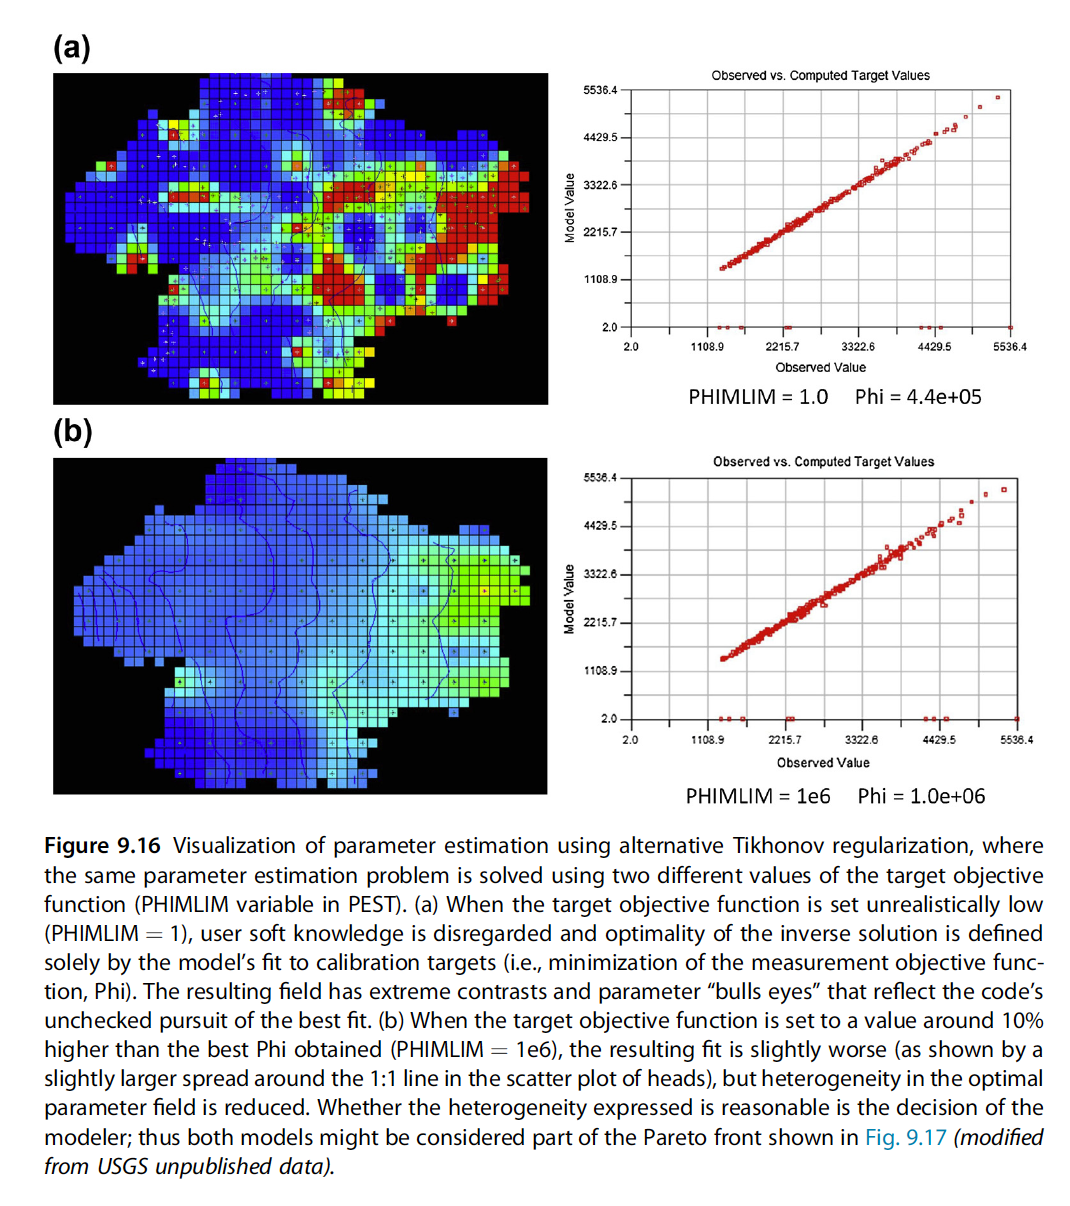 (a)
Observed vs. Computed Target Values
5536.4
4429.5
3322.6
2215.7
1108.9
2.0
Model Value
2.0 1108.9 2215.7 3322.6 4429.5 5536.4
Observed Value
PHIMLIM = 1.0 Phi = 4.4e+05
(b)
Observed vs. Computed Target Values
5536.4
4429.5
3322.6
2215.7
1108.9
2.0
Model Value
2.0 1108.9 2215.7 3322.6 4429.5 5536.4
Observed Value
PHIMLIM = 1e6 Phi = 1.0e+06
Figure 9.16 Visualization of parameter estimation using alternative Tikhonov regularization, where
the same parameter estimation problem is solved using two different values of the target objective
function (PHIMLIM variable in PEST). (a) When the target objective function is set unrealistically low
(PHIMLIM = 1), user soft knowledge is disregarded and optimality of the inverse solution is defined
solely by the model's fit to calibration targets (i.e., minimization of the measurement objective func-
tion, Phi). The resulting field has extreme contrasts and parameter "bulls eyes" that reflect the code's
unchecked pursuit of the best fit. (b) When the target objective function is set to a value around 10%
higher than the best Phi obtained (PHIMLIM = 1e6), the resulting fit is slightly worse (as shown by a
slightly larger spread around the 1:1 line in the scatter plot of heads), but heterogeneity in the optimal
parameter field is reduced. Whether the heterogeneity expressed is reasonable is the decision of the
modeler; thus both models might be considered part of the Pareto front shown in Fig. 9.17 (modified
from USGS unpublished data).